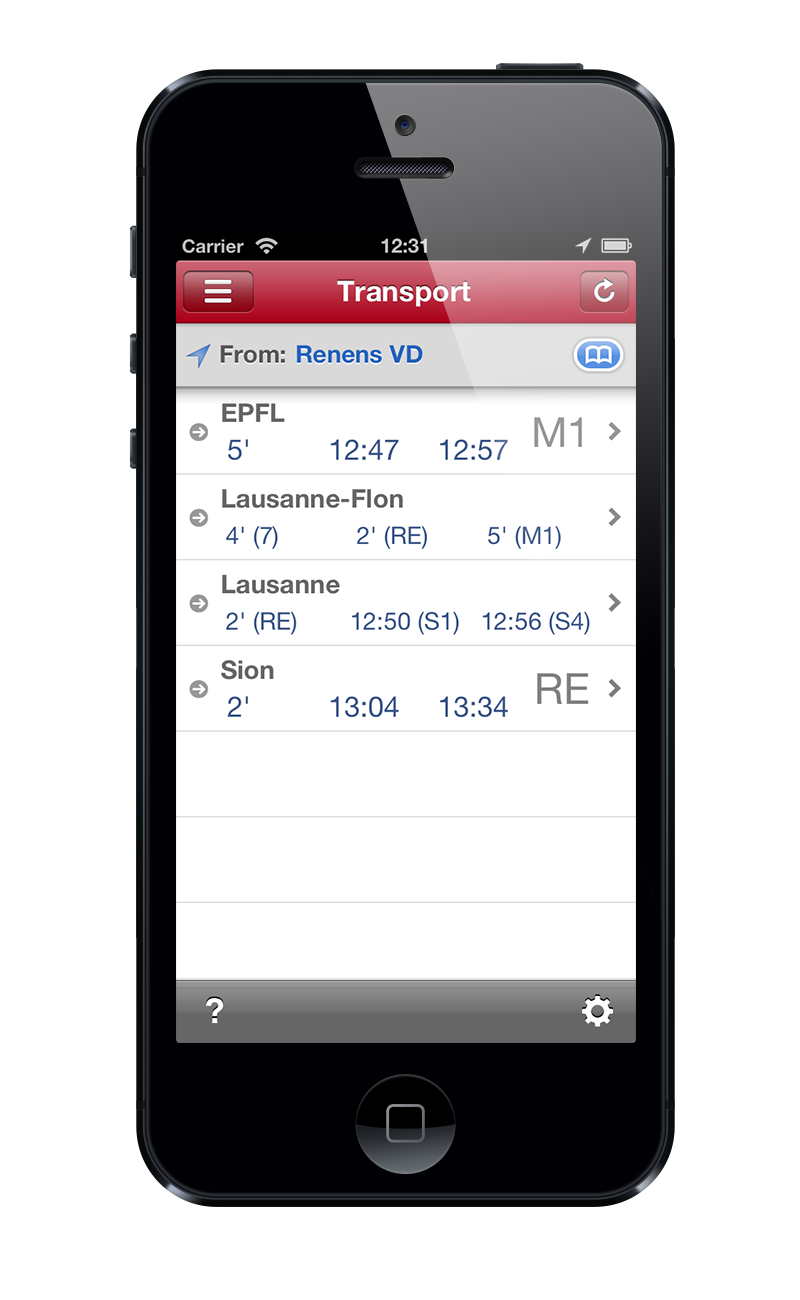 Carrier 12:31
Transport
From: Renens VD
EPFL
5' 12:47 12:57 M1
Lausanne-Flon
4' (7) 2' (RE) 5' (M1)
Lausanne
2' (RE) 12:50 (S1) 12:56 (S4)
Sion
2' 13:04 13:34 RE
?